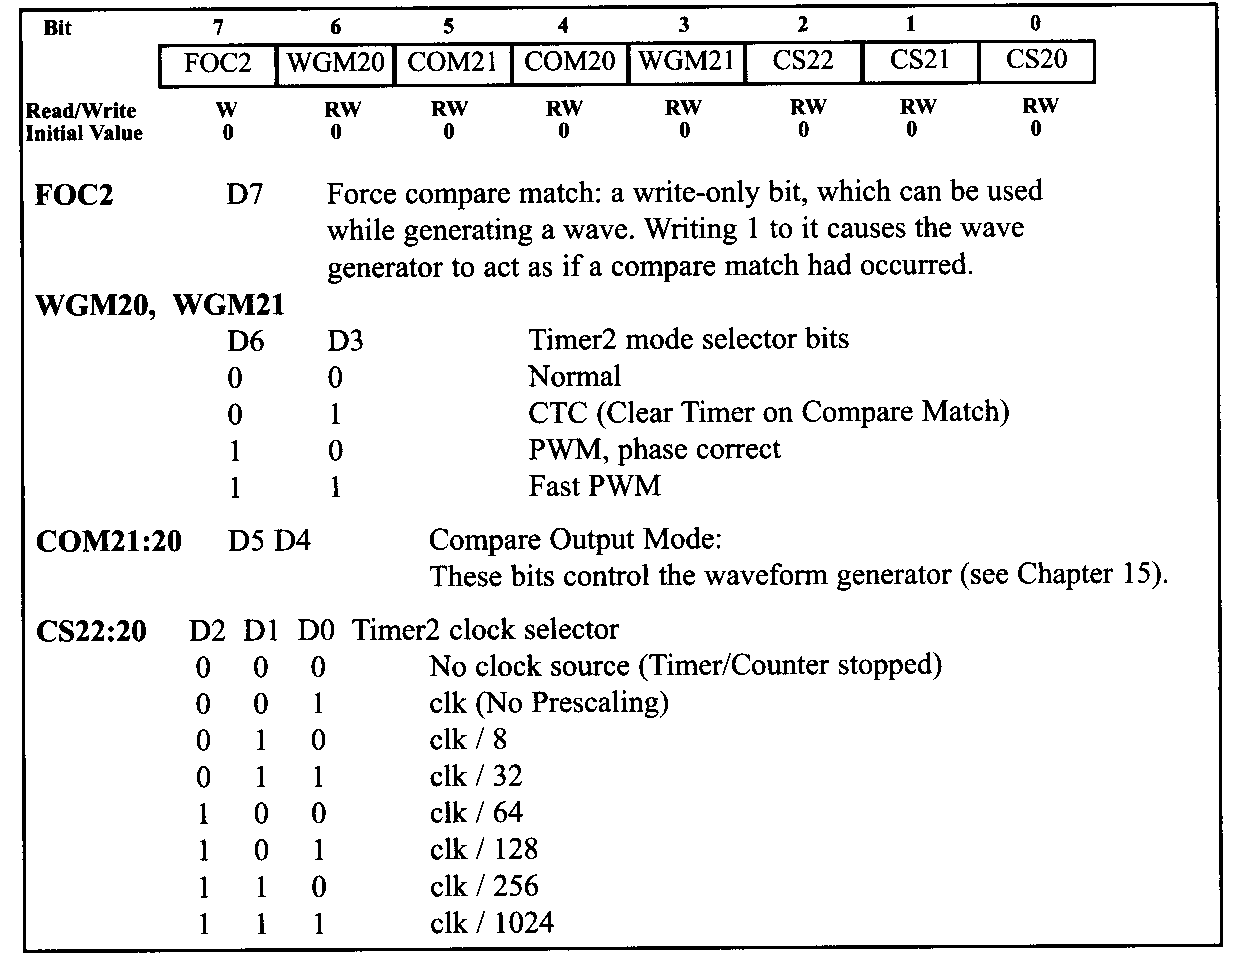 Bit 7 6 5 4 3 2 1 0
FOC2 WGM20 COM21 COM20 WGM21 CS22 CS21 CS20
Read/Write W RW RW RW RW RW RW RW
Initial Value 0 0 0 0 0 0 0 0
FOC2 D7 Force compare match: a write-only bit, which can be used
while generating a wave. Writing 1 to it causes the wave
generator to act as if a compare match had occurred.
WGM20, WGM21
D6 D3 Timer2 mode selector bits
0 0 Normal
0 1 CTC (Clear Timer on Compare Match)
1 0 PWM, phase correct
1 1 Fast PWM
COM21:20 D5 D4 Compare Output Mode:
These bits control the waveform generator (see Chapter 15).
CS22:20 D2 D1 D0 Timer2 clock selector
0 0 0 No clock source (Timer/Counter stopped)
0 0 1 clk (No Prescaling)
0 1 0 clk / 8
0 1 1 clk / 32
1 0 0 clk / 64
1 0 1 clk / 128
1 1 0 clk / 256
1 1 1 clk / 1024